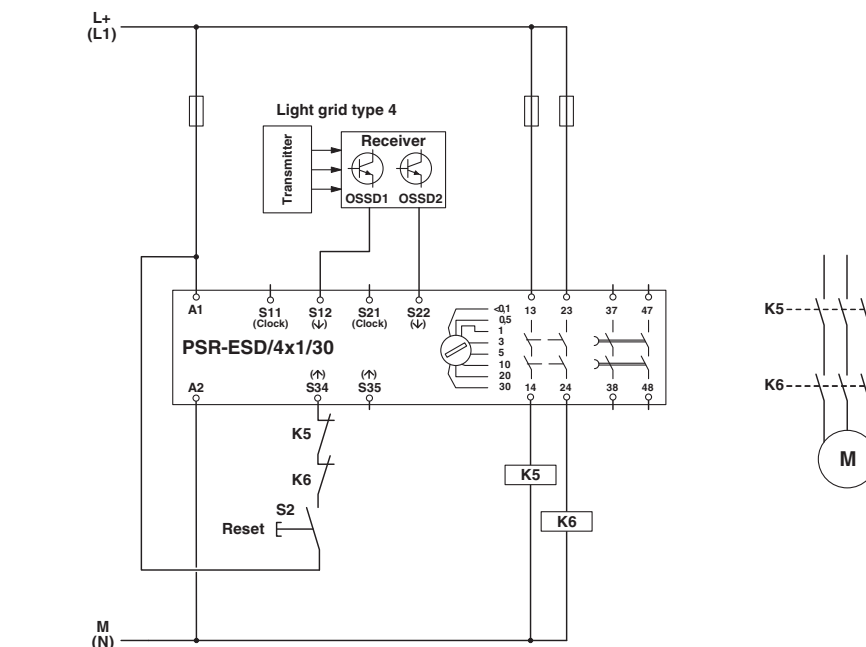 L+
(L1)
Light grid type 4
Transmitter
Receiver
OSSD1 OSSD2
A1
S11
(Clock)
S12
S21
(Clock)
S22
<0,1
0,5
1
3
5
10
20
30
13 23 37 47
PSR-ESD/4x1/30
A2
S34
S35
14 24 38 48
K5
K6
S2
Reset
K5
K6
M
(N)
K5
K6
M